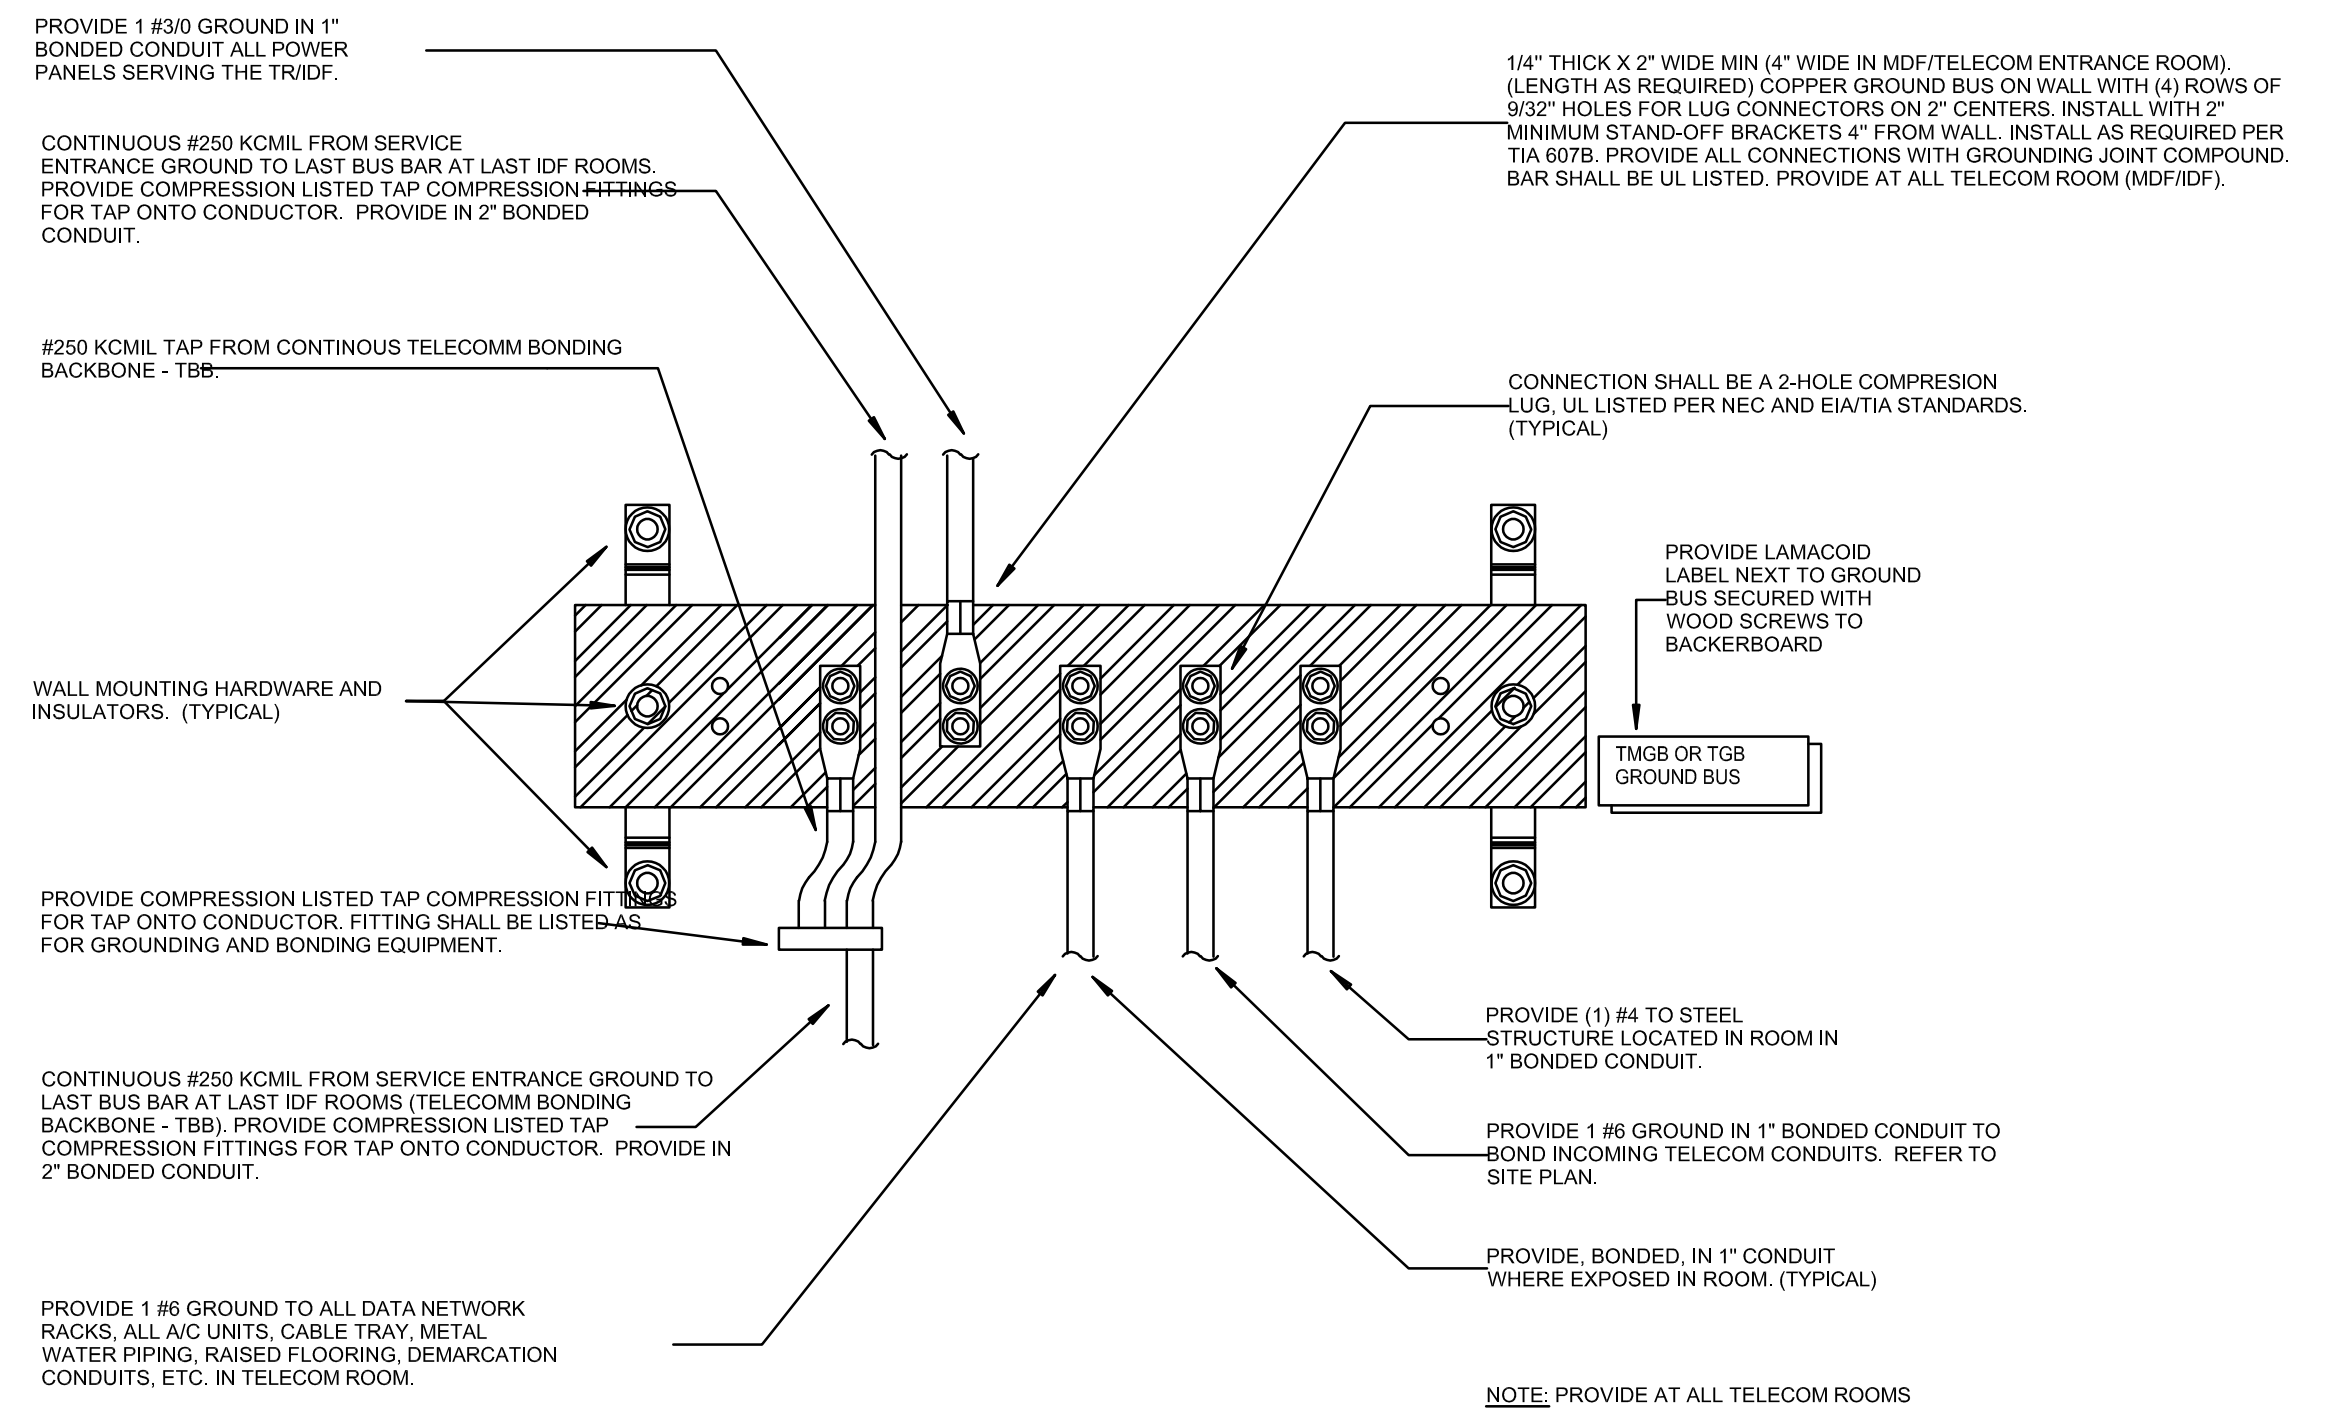 PROVIDE 1 #3/0 GROUND IN 1"
BONDED CONDUIT ALL POWER
PANELS SERVING THE TR/IDF.
CONTINUOUS #250 KCMIL FROM SERVICE
ENTRANCE GROUND TO LAST BUS BAR AT LAST IDF ROOMS.
PROVIDE COMPRESSION LISTED TAP COMPRESSION FITTINGS
FOR TAP ONTO CONDUCTOR. PROVIDE IN 2" BONDED
CONDUIT.
#250 KCMIL TAP FROM CONTINOUS TELECOMM BONDING
BACKBONE - TBB.
WALL MOUNTING HARDWARE AND
INSULATORS. (TYPICAL)
PROVIDE COMPRESSION LISTED TAP COMPRESSION FITTINGS
FOR TAP ONTO CONDUCTOR. FITTING SHALL BE LISTED AS
FOR GROUNDING AND BONDING EQUIPMENT.
CONTINUOUS #250 KCMIL FROM SERVICE ENTRANCE GROUND TO
LAST BUS BAR AT LAST IDF ROOMS (TELECOMM BONDING
BACKBONE - TBB). PROVIDE COMPRESSION LISTED TAP
COMPRESSION FITTINGS FOR TAP ONTO CONDUCTOR. PROVIDE IN
2" BONDED CONDUIT.
PROVIDE 1 #6 GROUND TO ALL DATA NETWORK
RACKS, ALL A/C UNITS, CABLE TRAY, METAL
WATER PIPING, RAISED FLOORING, DEMARCATION
CONDUITS, ETC. IN TELECOM ROOM.
1/4" THICK X 2" WIDE MIN (4" WIDE IN MDF/TELECOM ENTRANCE ROOM).
(LENGTH AS REQUIRED) COPPER GROUND BUS ON WALL WITH (4) ROWS OF
9/32" HOLES FOR LUG CONNECTORS ON 2" CENTERS. INSTALL WITH 2"
MINIMUM STAND-OFF BRACKETS 4" FROM WALL. INSTALL AS REQUIRED PER
TIA 607B. PROVIDE ALL CONNECTIONS WITH GROUNDING JOINT COMPOUND.
BAR SHALL BE UL LISTED. PROVIDE AT ALL TELECOM ROOM (MDF/IDF).
CONNECTION SHALL BE A 2-HOLE COMPRESION
LUG, UL LISTED PER NEC AND EIA/TIA STANDARDS.
(TYPICAL)
PROVIDE LAMACOID
LABEL NEXT TO GROUND
BUS SECURED WITH
WOOD SCREWS TO
BACKERBOARD
TMGB OR TGB
GROUND BUS
PROVIDE (1) #4 TO STEEL
STRUCTURE LOCATED IN ROOM IN
1" BONDED CONDUIT.
PROVIDE 1 #6 GROUND IN 1" BONDED CONDUIT TO
BOND INCOMING TELECOM CONDUITS. REFER TO
SITE PLAN.
PROVIDE, BONDED, IN 1" CONDUIT
WHERE EXPOSED IN ROOM. (TYPICAL)
NOTE: PROVIDE AT ALL TELECOM ROOMS